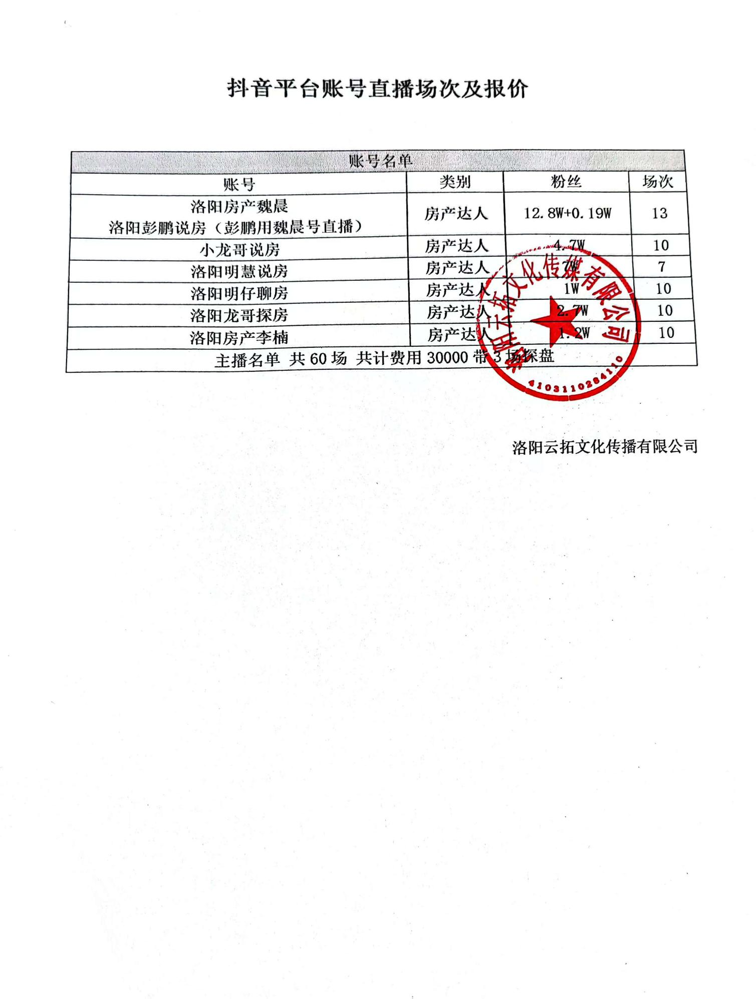 抖音平台账号直播场次及报价
账号名单
账号 类别 粉丝 场次
洛阳房产魏晨
洛阳彭鹏说房（彭鹏用魏晨号直播） 房产达人 12.8W+0.19W 13
小龙哥说房 房产达人 4.7W 10
洛阳明慧说房 房产达人 7W 7
洛阳明仔聊房 房产达人 1W 10
洛阳龙哥探房 房产达人 2.7W 10
洛阳房产李楠 房产达人 1.2W 10
主播名单 共60场 共计费用30000带3场探盘
洛阳云拓文化传媒有限公司
4103110284110
洛阳云拓文化传播有限公司